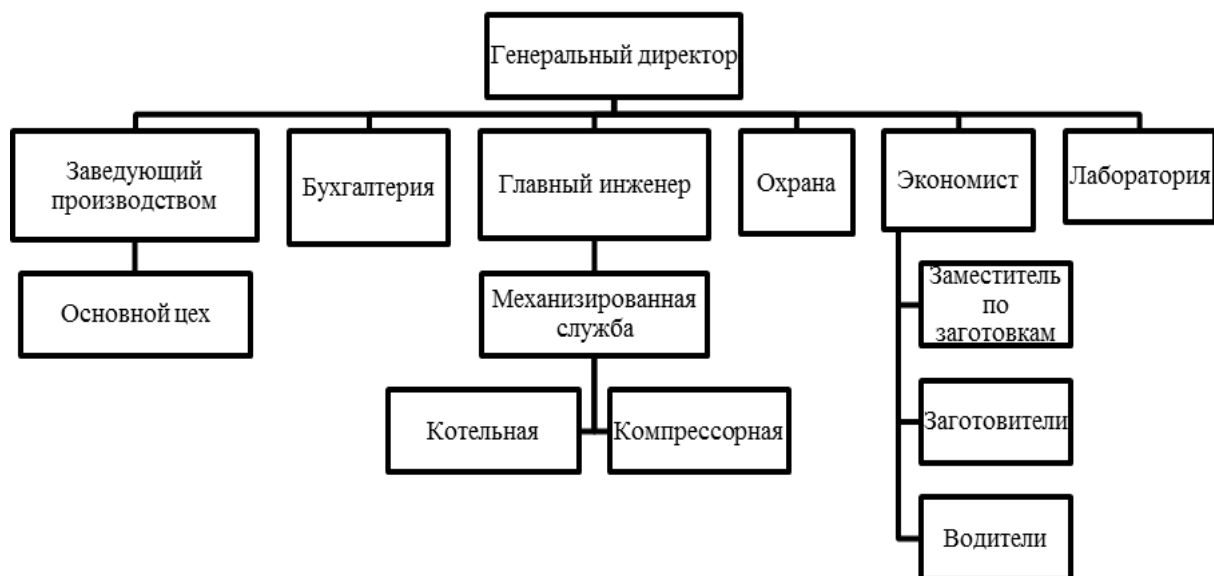 Генеральный директор
Заведующий
производством
Бухгалтерия
Главный инженер
Охрана
Экономист
Лаборатория
Основной цех
Механизированная
служба
Котельная
Компрессорная
Заместитель
по
заготовкам
Заготовители
Водители